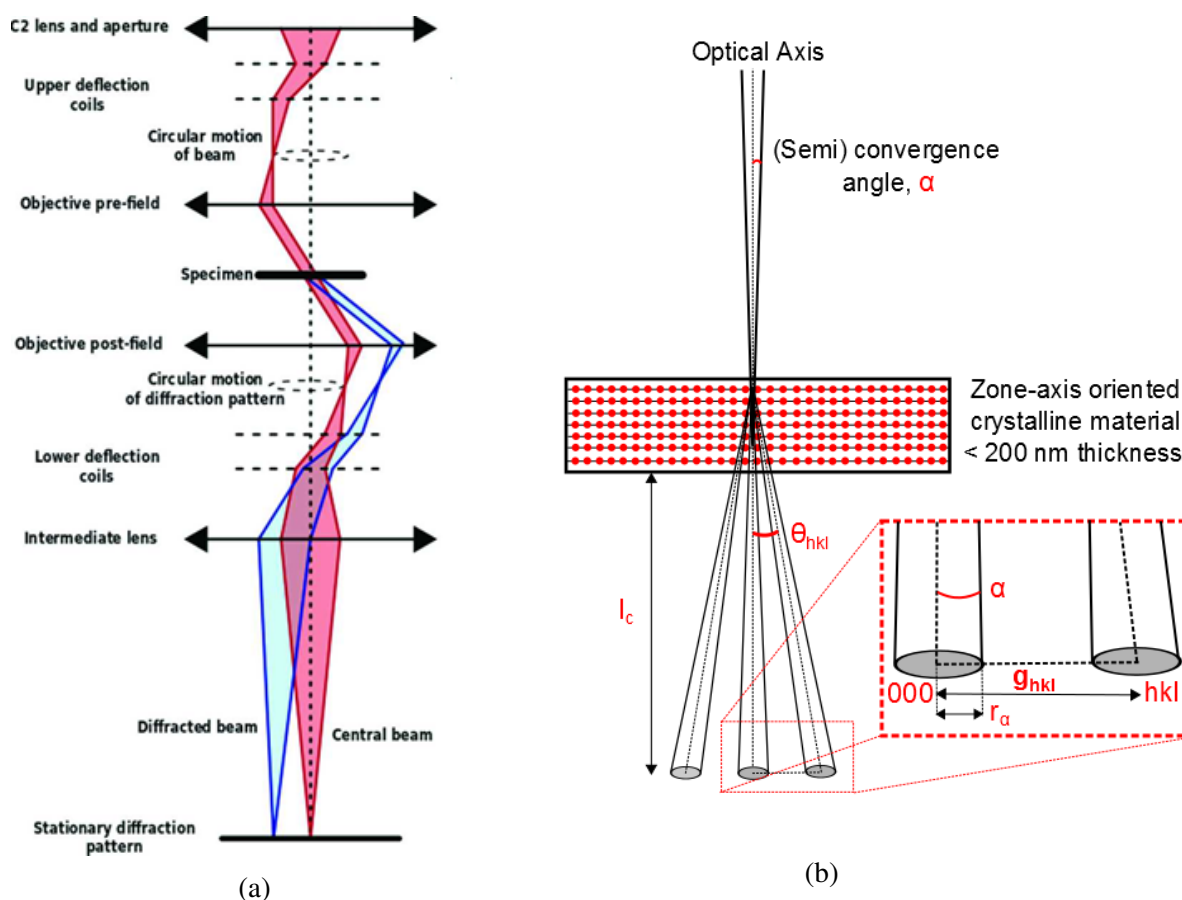 C2 lens and aperture
Upper deflection
coils
Circular motion
of beam
Objective pre-field
Specimen
Objective post-field
Circular motion
of diffraction pattern
Lower deflection
coils
Intermediate lens
Diffracted beam
Central beam
Stationary diffraction
pattern
(a)
Optical Axis
(Semi) convergence
angle, α
Zone-axis oriented
crystalline material
< 200 nm thickness
θhkl
lc
α
000
ghkl
hkl
rα
(b)